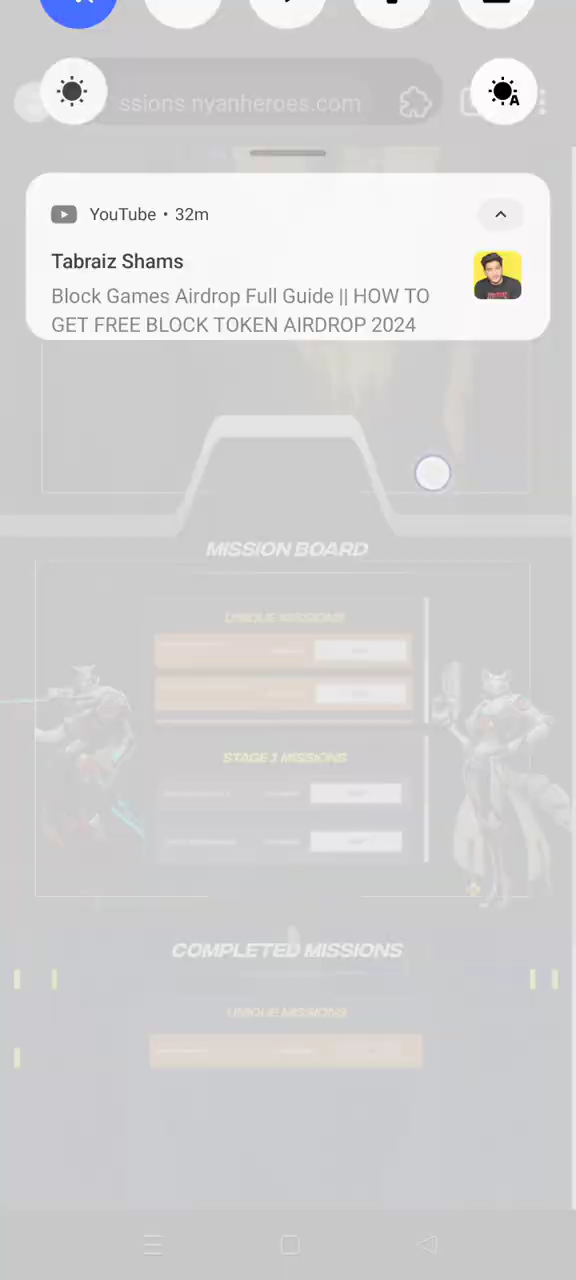 ssions nyanheroes.com
YouTube • 32m
Tabraiz Shams
Block Games Airdrop Full Guide || HOW TO
GET FREE BLOCK TOKEN AIRDROP 2024
MISSION BOARD
UNIQUE MISSIONS
STAGE 1 MISSIONS
COMPLETED MISSIONS
UNIQUE MISSIONS